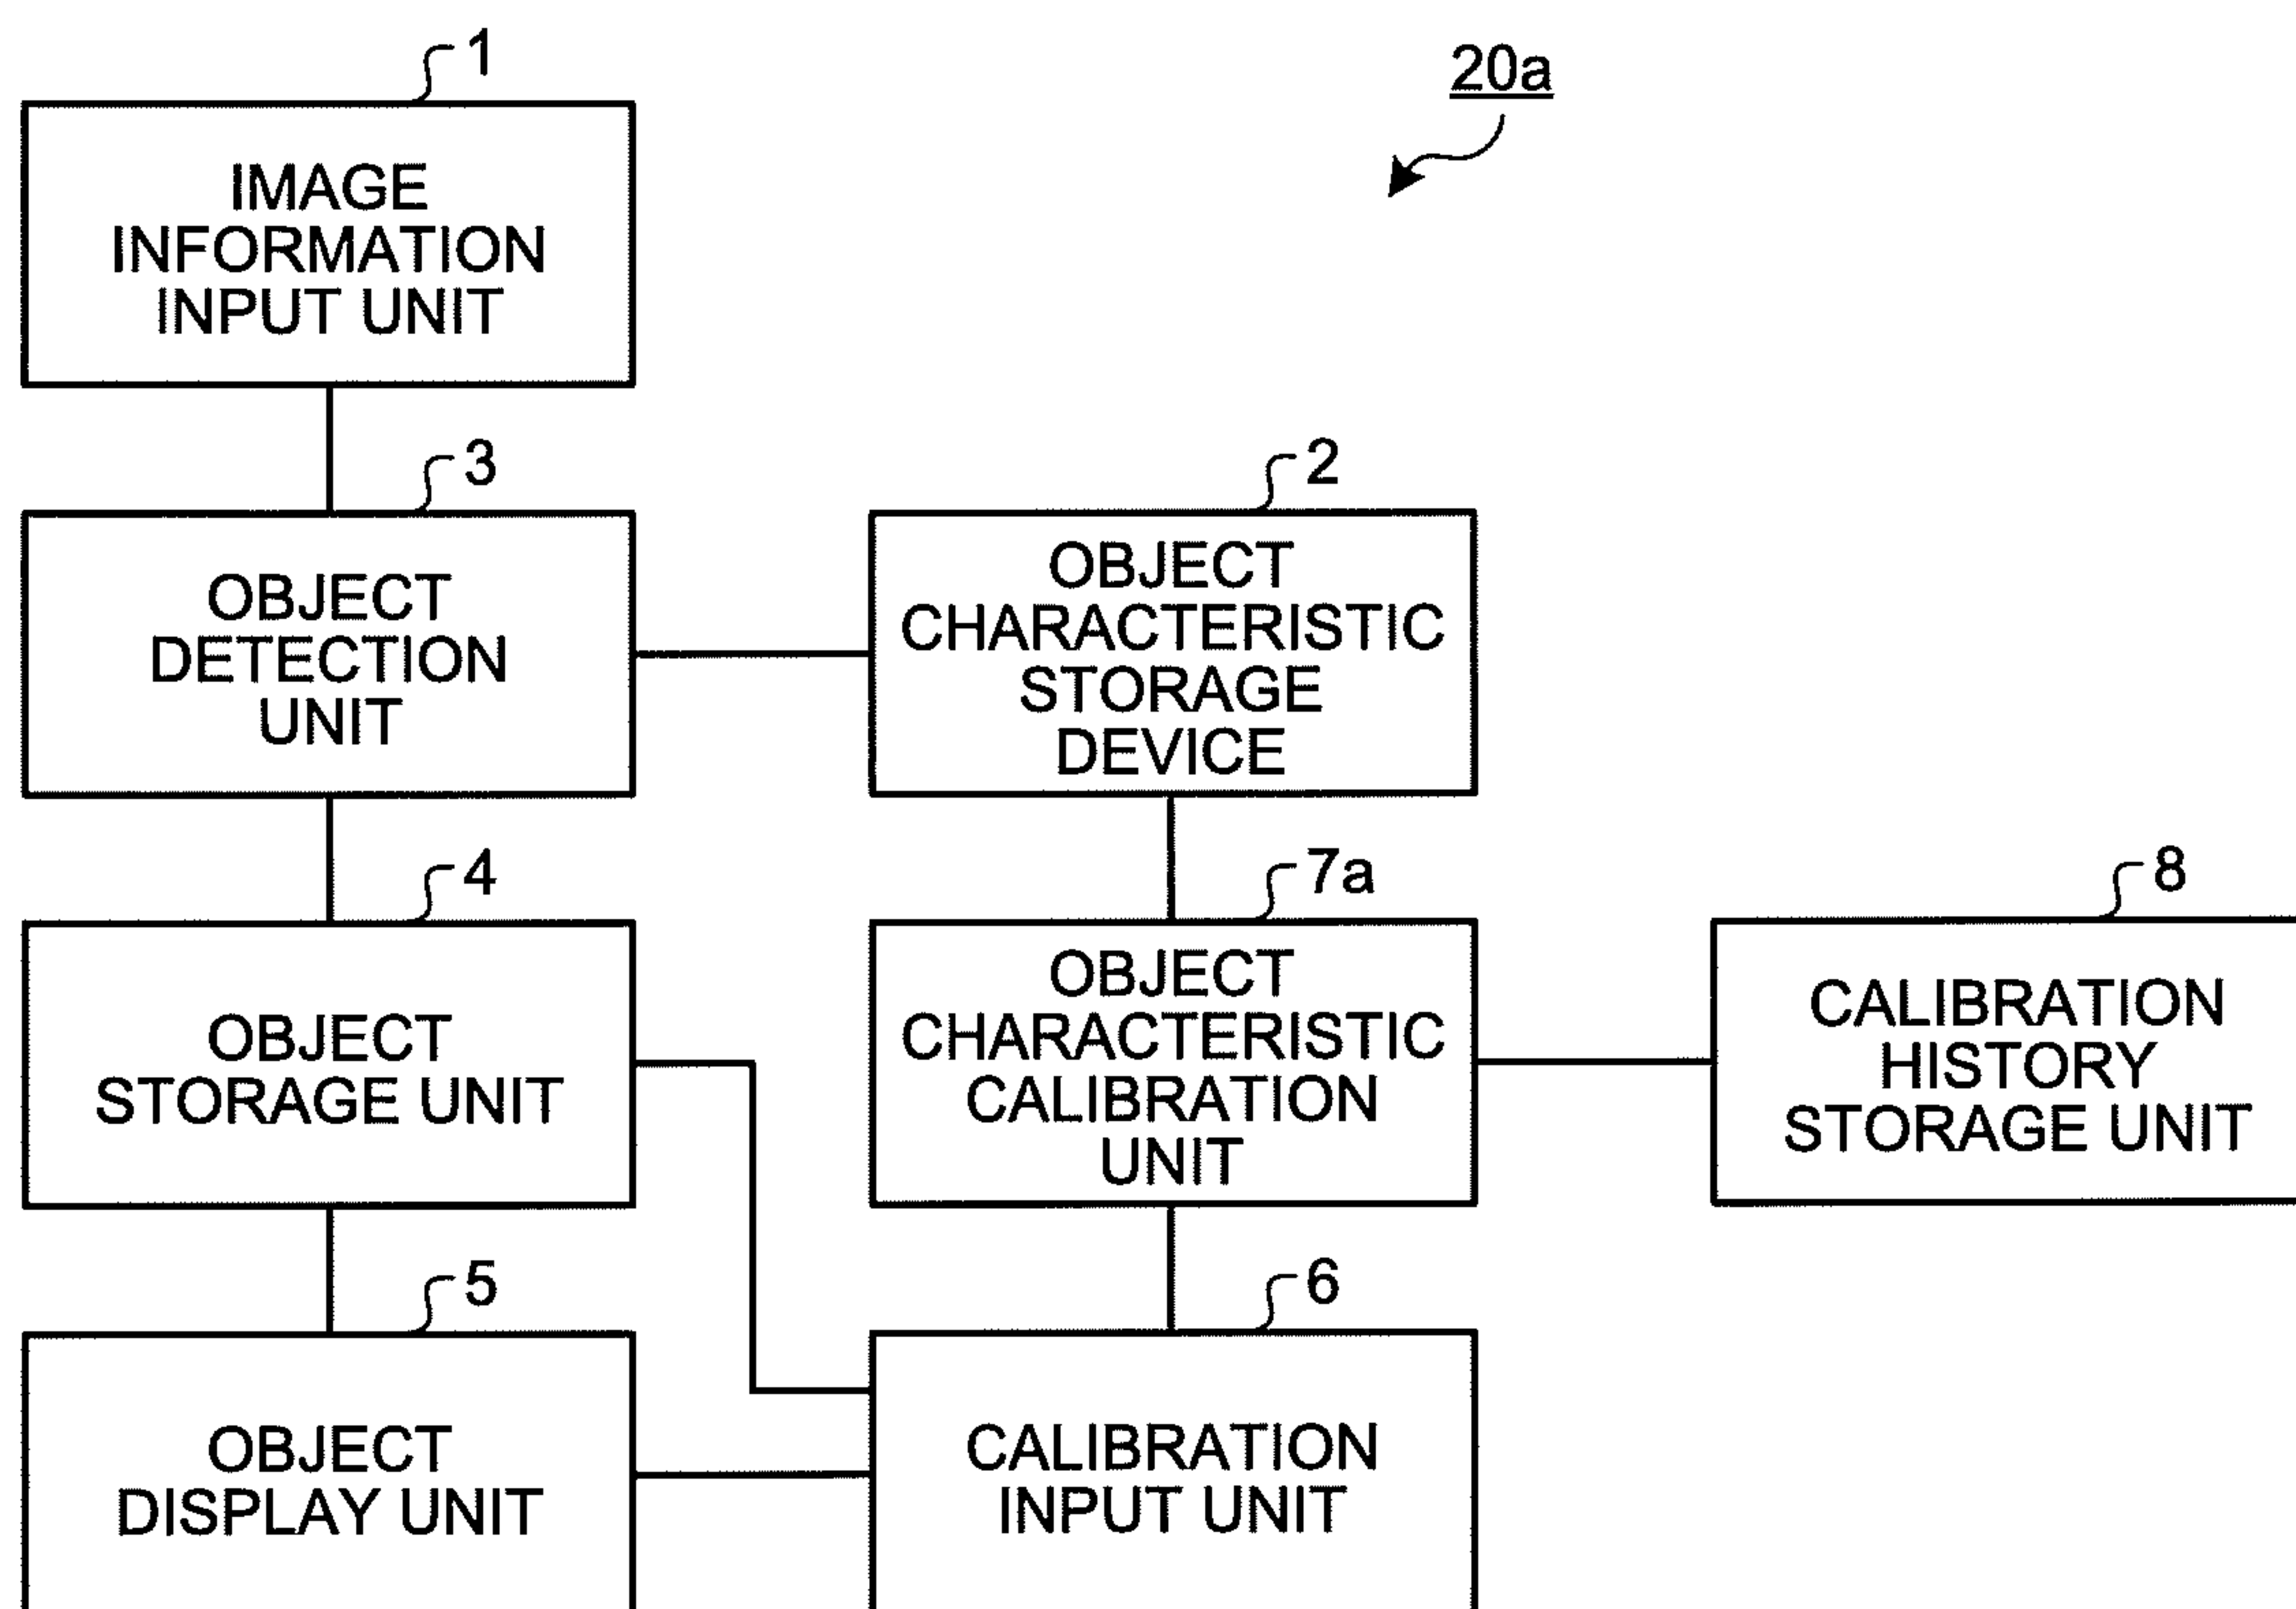 1
20a
IMAGE
INFORMATION
INPUT UNIT
3
2
OBJECT
DETECTION
UNIT
OBJECT
CHARACTERISTIC
STORAGE
DEVICE
4
7a
8
OBJECT
STORAGE UNIT
OBJECT
CHARACTERISTIC
CALIBRATION
UNIT
CALIBRATION
HISTORY
STORAGE UNIT
5
6
OBJECT
DISPLAY UNIT
CALIBRATION
INPUT UNIT